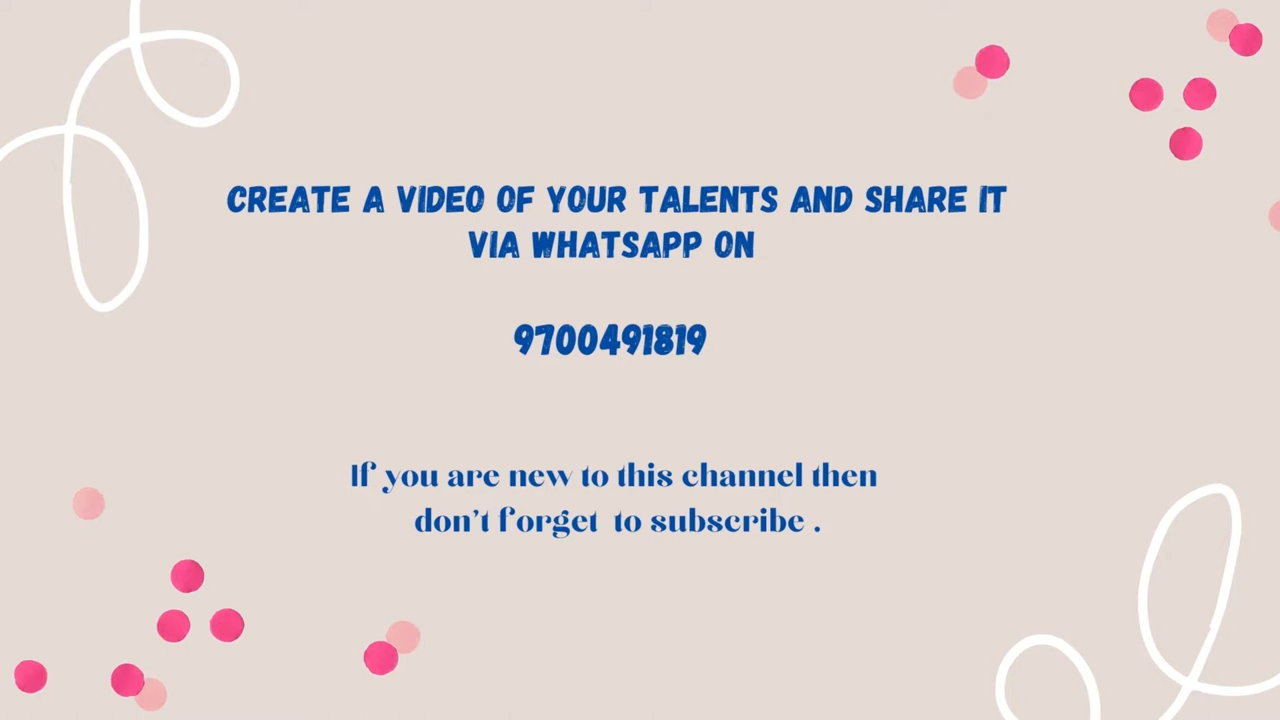 CREATE A VIDEO OF YOUR TALENTS AND SHARE IT
VIA WHATSAPP ON
9700491819
If you are new to this channel then
don't forget to subscribe .